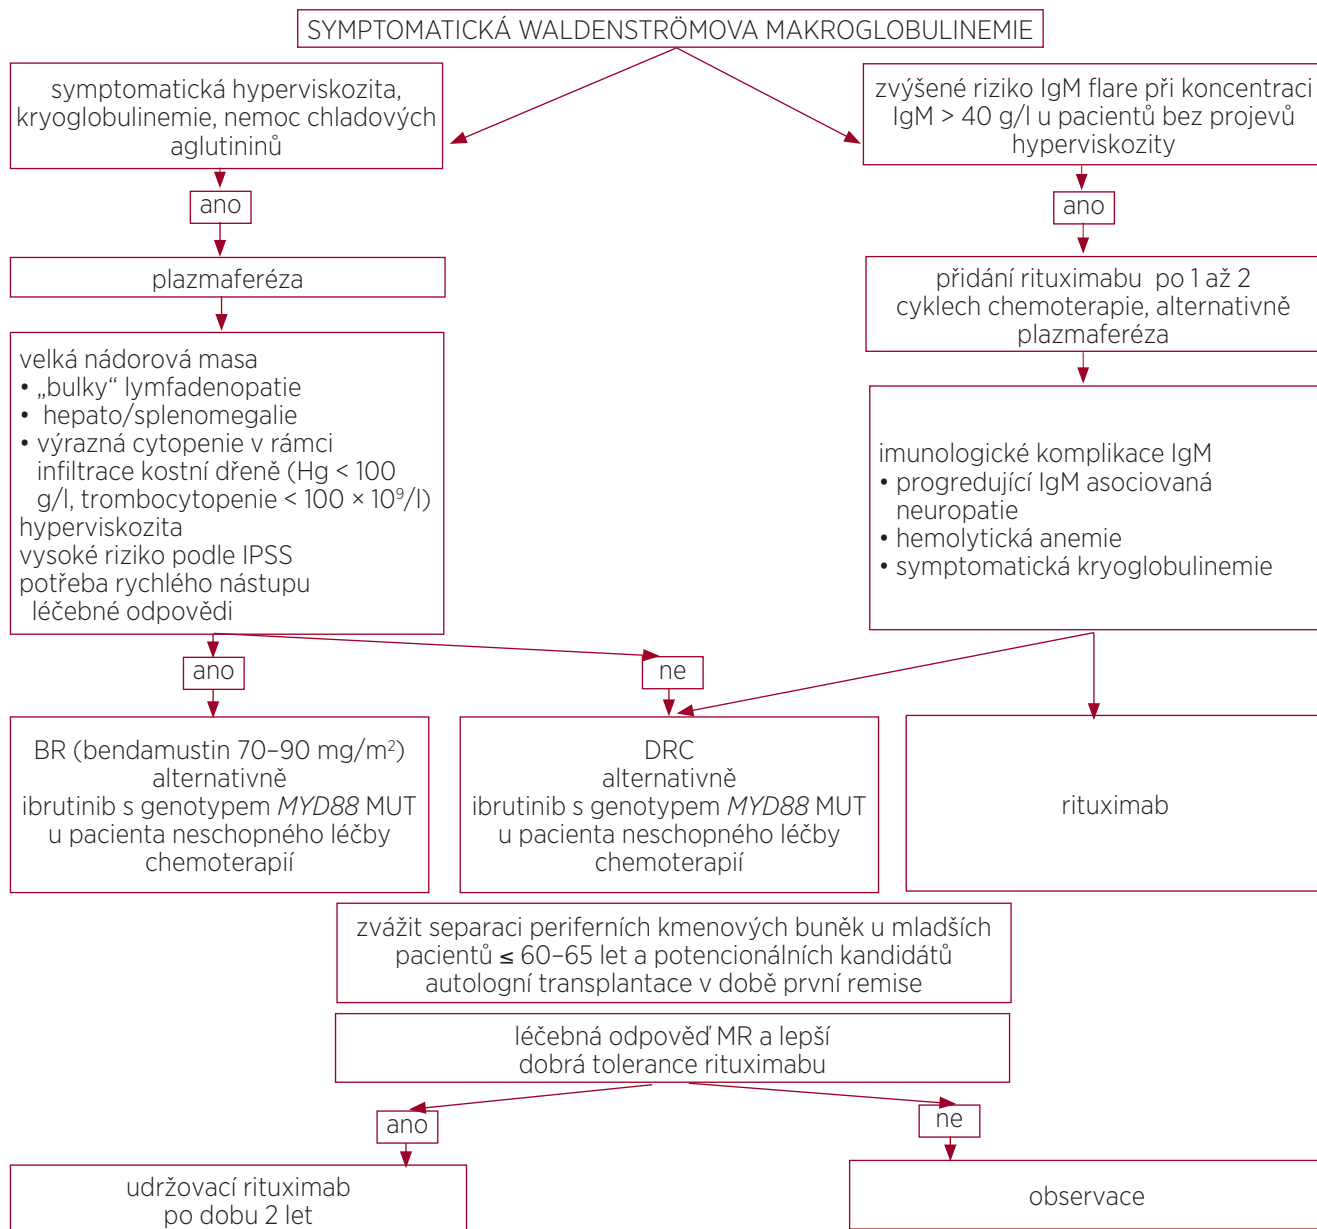 SYMPTOMATICKÁ WALDENSTRÖMOVA MAKROGLOBULINEMIE
symptomatická hyperviskozita,
kryoglobulinemie, nemoc chladových
aglutininů
zvýšené riziko IgM flare při koncentraci
IgM > 40 g/l u pacientů bez projevů
hyperviskozity
ano
ano
plazmaferéza
přidání rituximabu po 1 až 2
cyklech chemoterapie, alternativně
plazmaferéza
velká nádorová masa
• „bulky“ lymfadenopatie
• hepato/splenomegalie
• výrazná cytopenie v rámci
infiltrace kostní dřeně (Hg < 100
g/l, trombocytopenie < 100 × 10⁹/l)
hyperviskozita
vysoké riziko podle IPSS
potřeba rychlého nástupu
léčebné odpovědi
imunologické komplikace IgM
• progredující IgM asociovaná
neuropatie
• hemolytická anemie
• symptomatická kryoglobulinemie
ano
ne
BR (bendamustin 70–90 mg/m²)
alternativně
ibrutinib s genotypem MYD88 MUT
u pacienta neschopného léčby
chemoterapií
DRC
alternativně
ibrutinib s genotypem MYD88 MUT
u pacienta neschopného léčby
chemoterapií
rituximab
zvážit separaci periferních kmenových buněk u mladších
pacientů ≤ 60–65 let a potencionálních kandidátů
autologní transplantace v době první remise
léčebná odpověď MR a lepší
dobrá tolerance rituximabu
ano
ne
udržovací rituximab
po dobu 2 let
observace